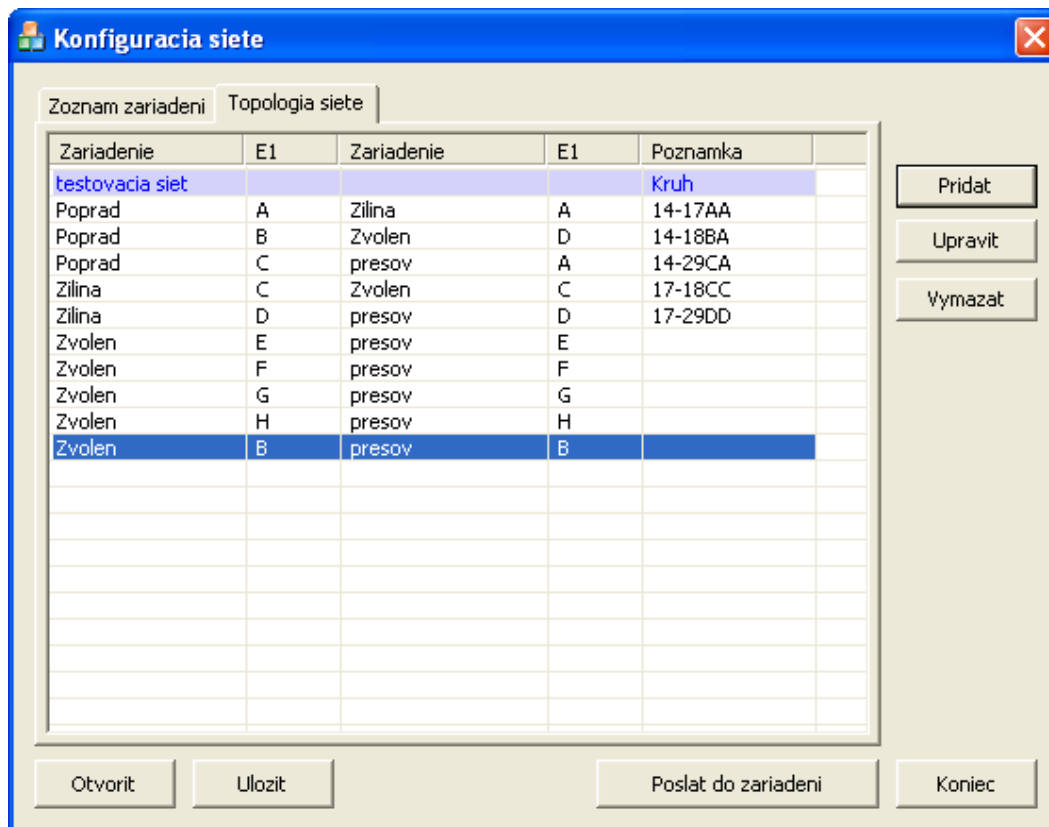 Konfiguracia siete
Zoznam zariadeni Topologia siete
Zariadenie E1 Zariadenie E1 Poznamka
testovacia siet Kruh
Poprad A Zilina A 14-17AA
Poprad B Zvolen D 14-18BA
Poprad C presov A 14-29CA
Zilina C Zvolen C 17-18CC
Zilina D presov D 17-29DD
Zvolen E presov E
Zvolen F presov F
Zvolen G presov G
Zvolen H presov H
Zvolen B presov B
Pridat
Upravit
Vymazat
Otvorit Ulozit Poslat do zariadeni Koniec